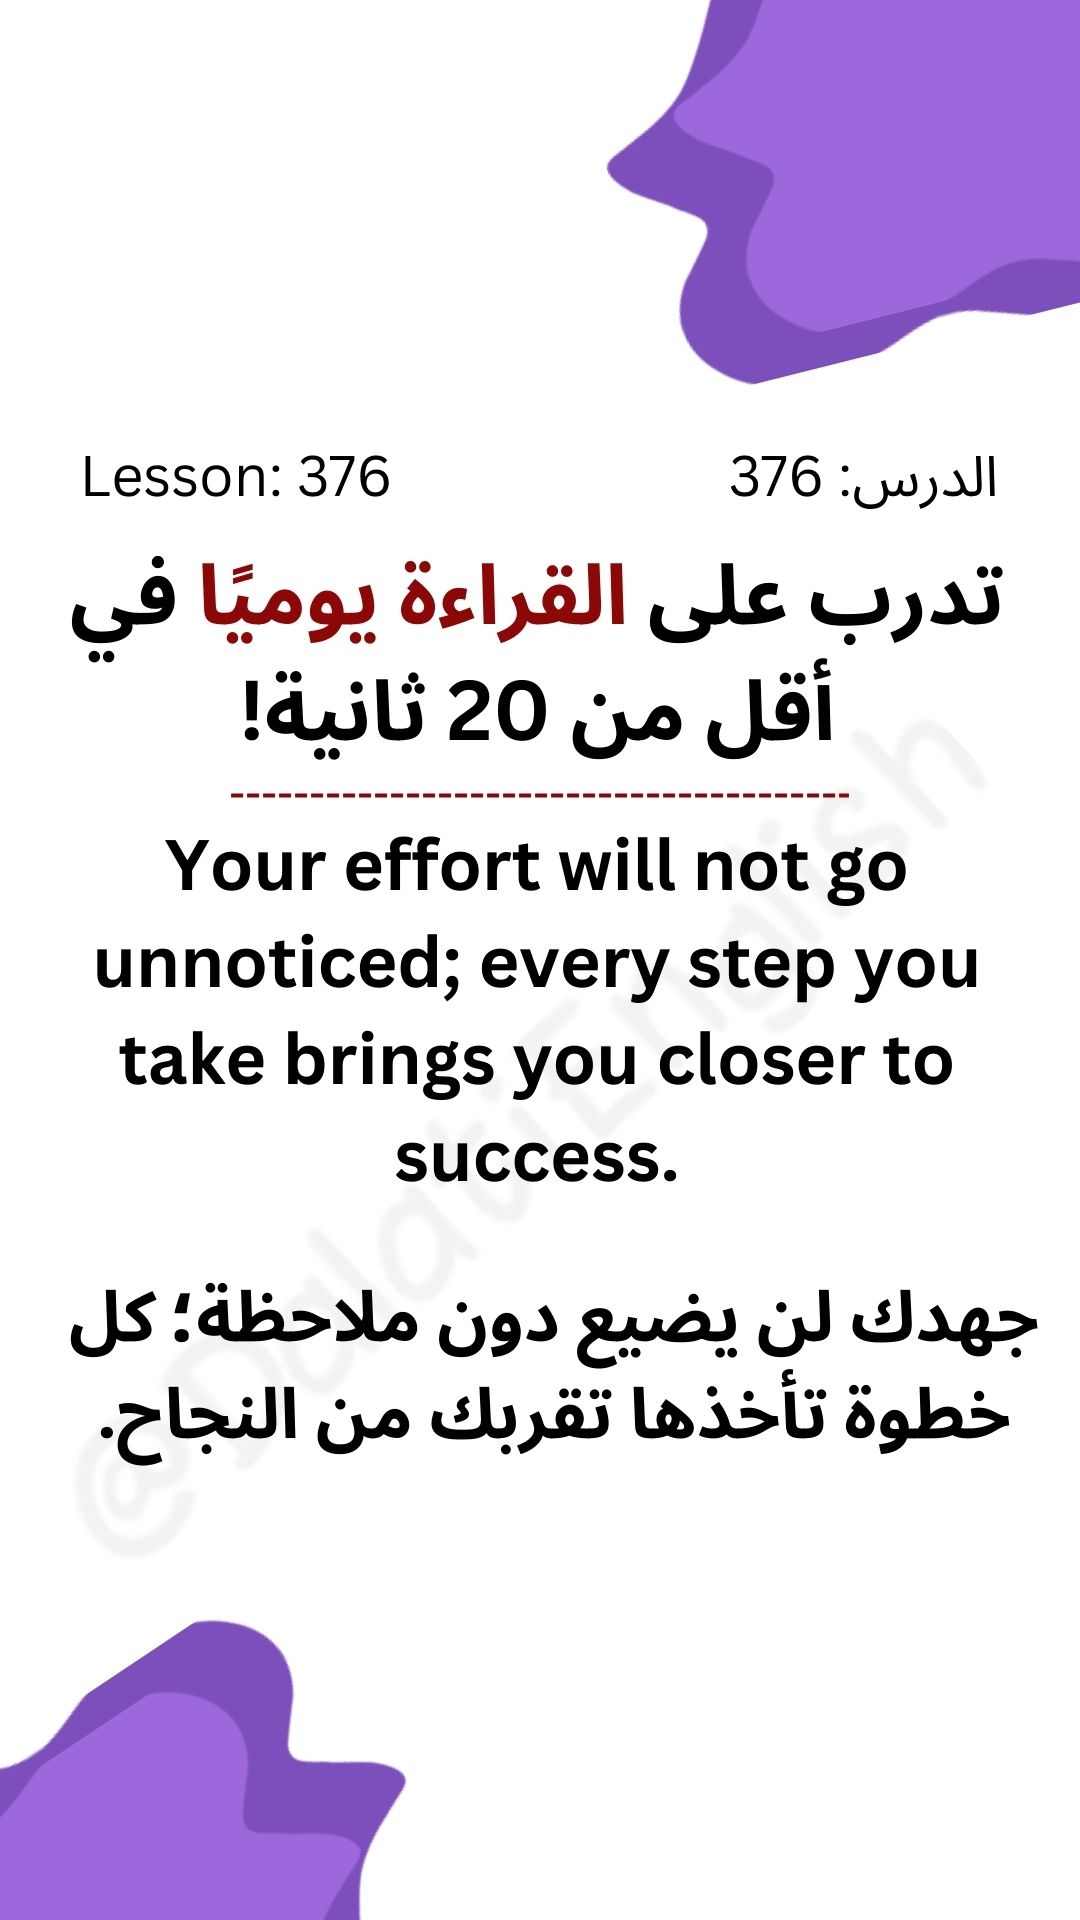 Lesson: 376
الدرس: 376
تدرب على القراءة يوميًا في
أقل من 20 ثانية!
---------------------------------------
Your effort will not go
unnoticed; every step you
take brings you closer to
success.
جهدك لن يضيع دون ملاحظة؛ كل
خطوة تأخذها تقربك من النجاح.
@DalatiEnglish